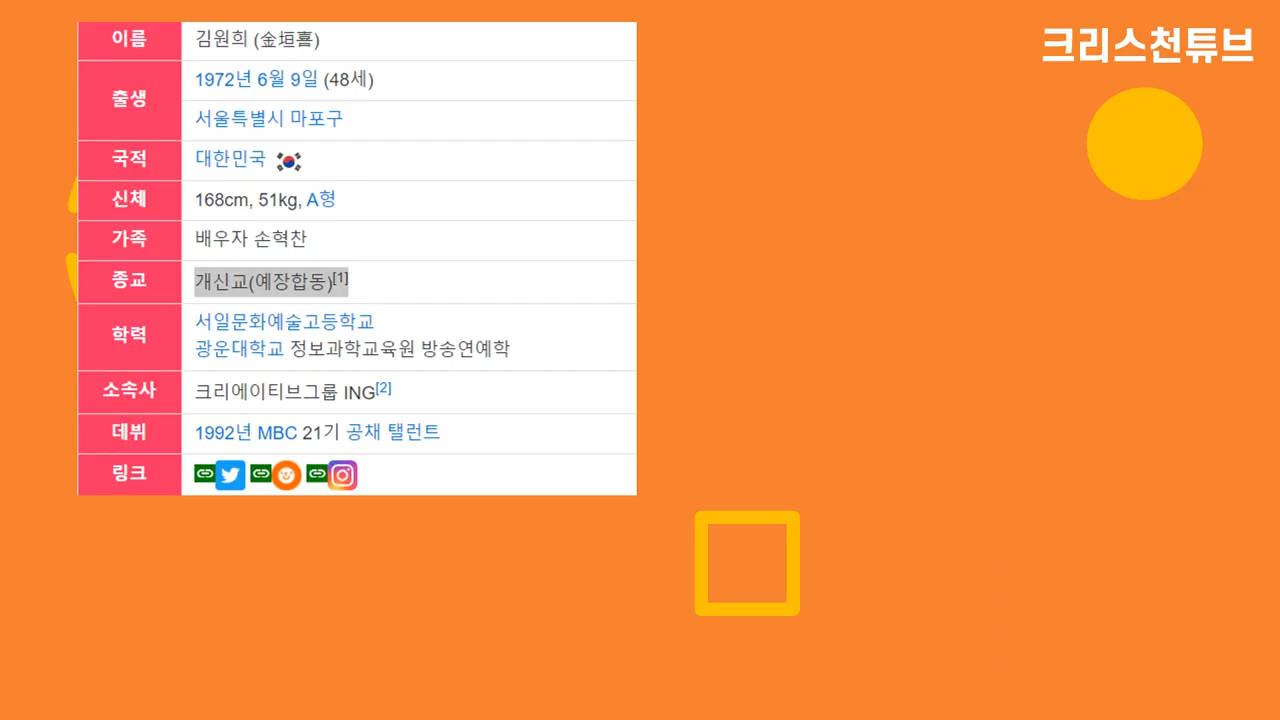 크리스천튜브
이름 김원희 (金垣喜)
출생 1972년 6월 9일 (48세)
서울특별시 마포구
국적 대한민국
신체 168cm, 51kg, A형
가족 배우자 손혁찬
종교 개신교(예장합동)[1]
학력 서일문화예술고등학교
광운대학교 정보과학교육원 방송연예학
소속사 크리에이티브그룹 ING[2]
데뷔 1992년 MBC 21기 공채 탤런트
링크